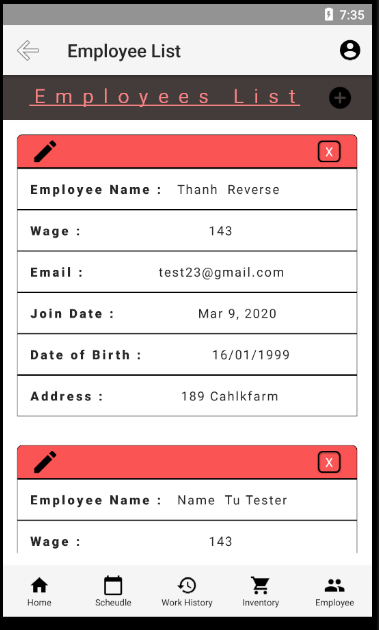 7:35
Employee List
Employees List
X
Employee Name : Thanh Reverse
Wage : 143
Email : test23@gmail.com
Join Date : Mar 9, 2020
Date of Birth : 16/01/1999
Address : 189 Cahlkfarm
X
Employee Name : Name Tu Tester
Wage : 143
Home Scheudle Work History Inventory Employee